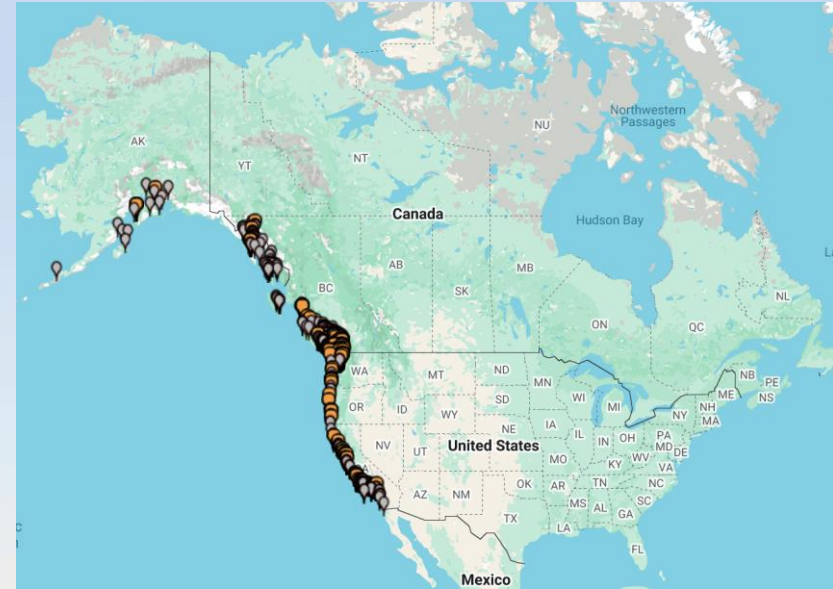 Northwestern
Passages
NU
AK
YT
NT
Canada
Hudson Bay
BC
AB
MB
SK
NL
ON
QC
WA
MT
ND
MN
NB
PE
NS
ME
OR
ID
SD
WI
MI
NY
NH
MA
WY
NE
IA
IL
IN
OH
PA
MD
DE
NV
UT
United States
MO
KY
WV
VA
AZ
NM
OK
AR
TN
NC
SC
MS
AL
GA
TX
LA
FL
Mexico